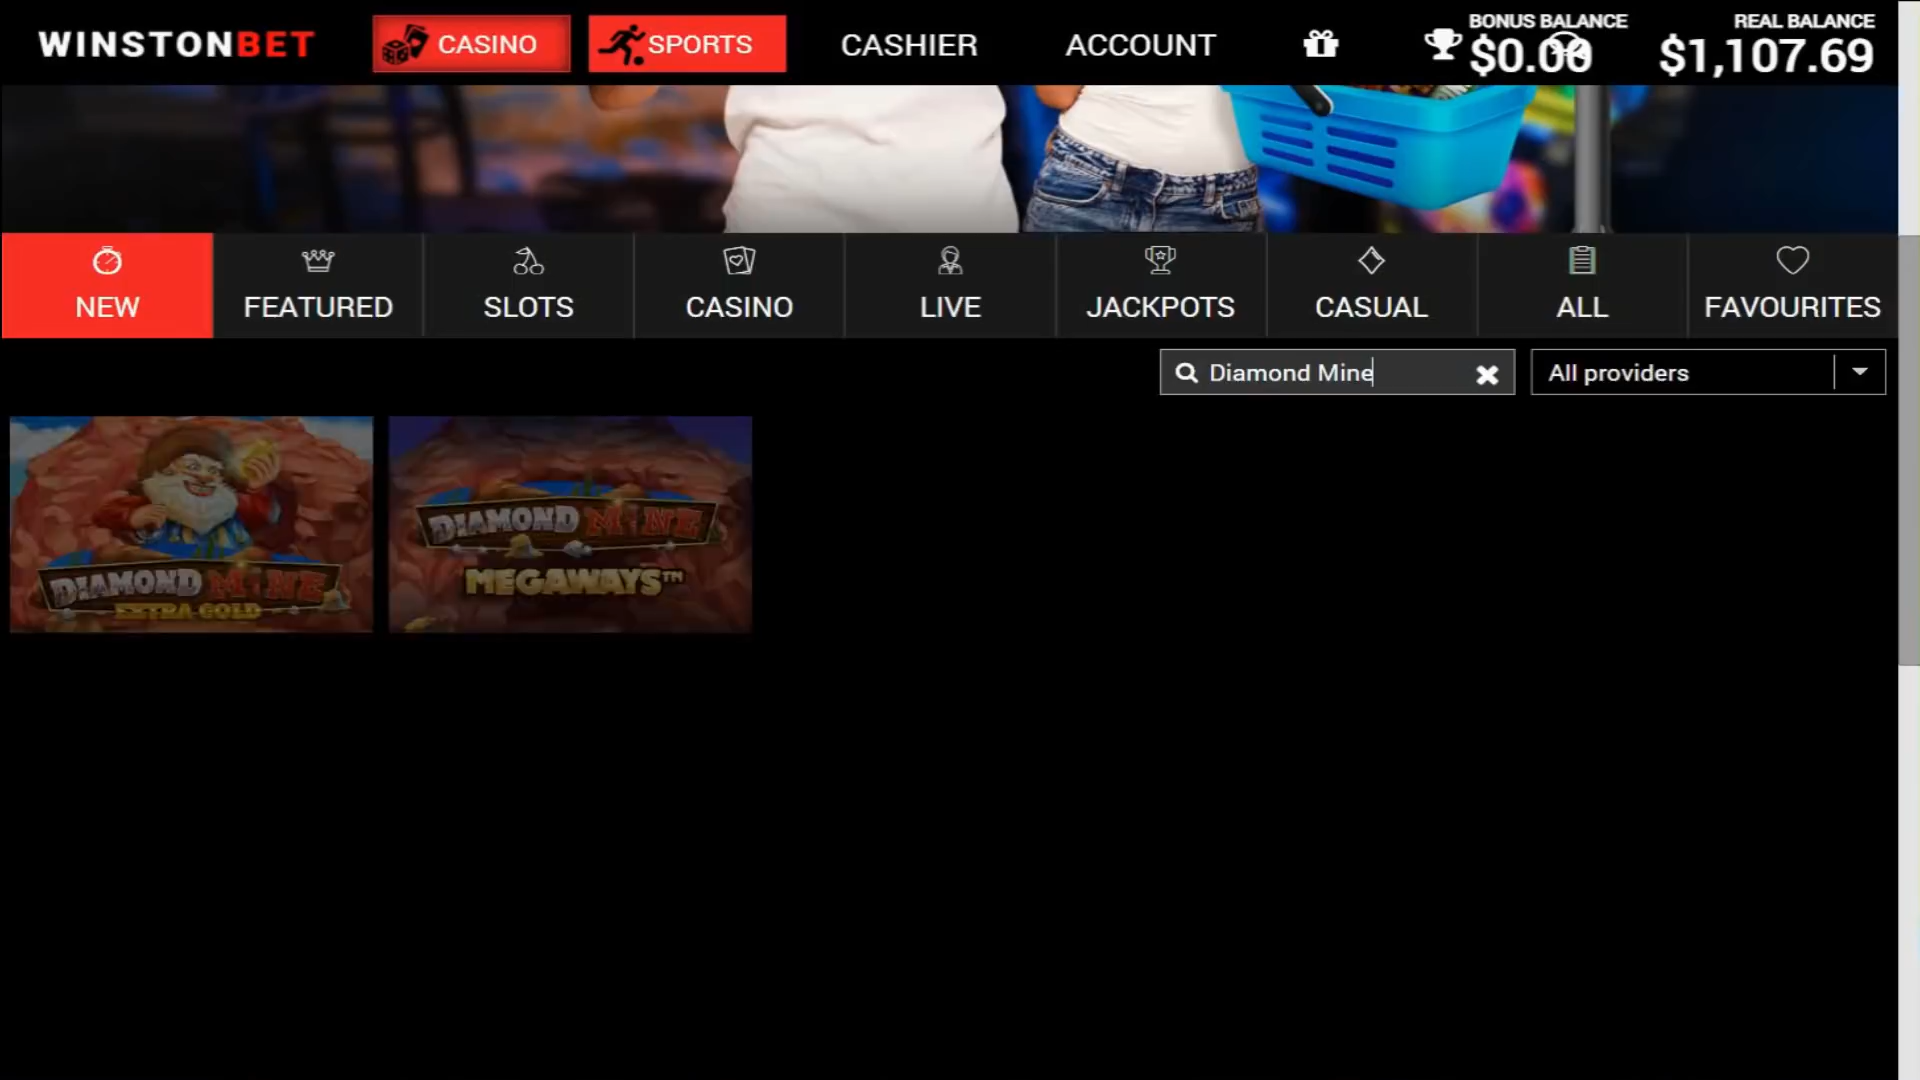 WINSTONBET
CASINO
SPORTS
CASHIER
ACCOUNT
BONUS BALANCE
$0.00
REAL BALANCE
$1,107.69
NEW
FEATURED
SLOTS
CASINO
LIVE
JACKPOTS
CASUAL
ALL
FAVOURITES
Diamond Mine
All providers
DIAMOND MINE
EXTRA GOLD
DIAMOND MINE
MEGAWAYS™